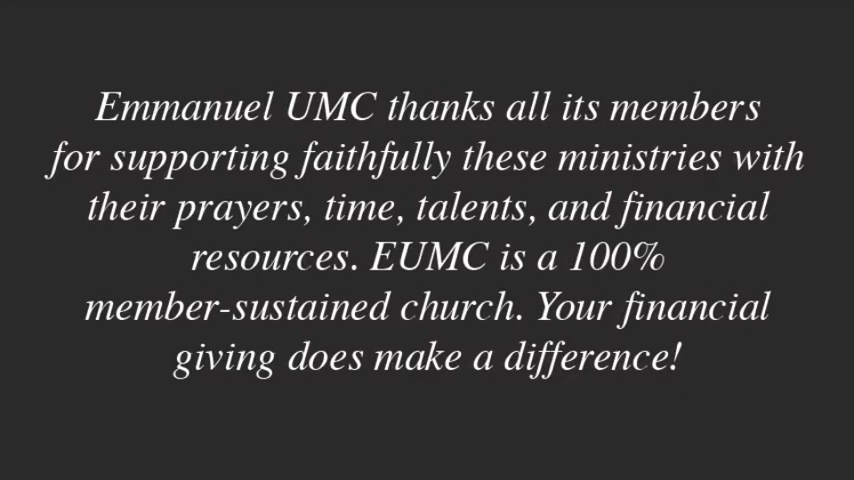 Emmanuel UMC thanks all its members
for supporting faithfully these ministries with
their prayers, time, talents, and financial
resources. EUMC is a 100%
member-sustained church. Your financial
giving does make a difference!